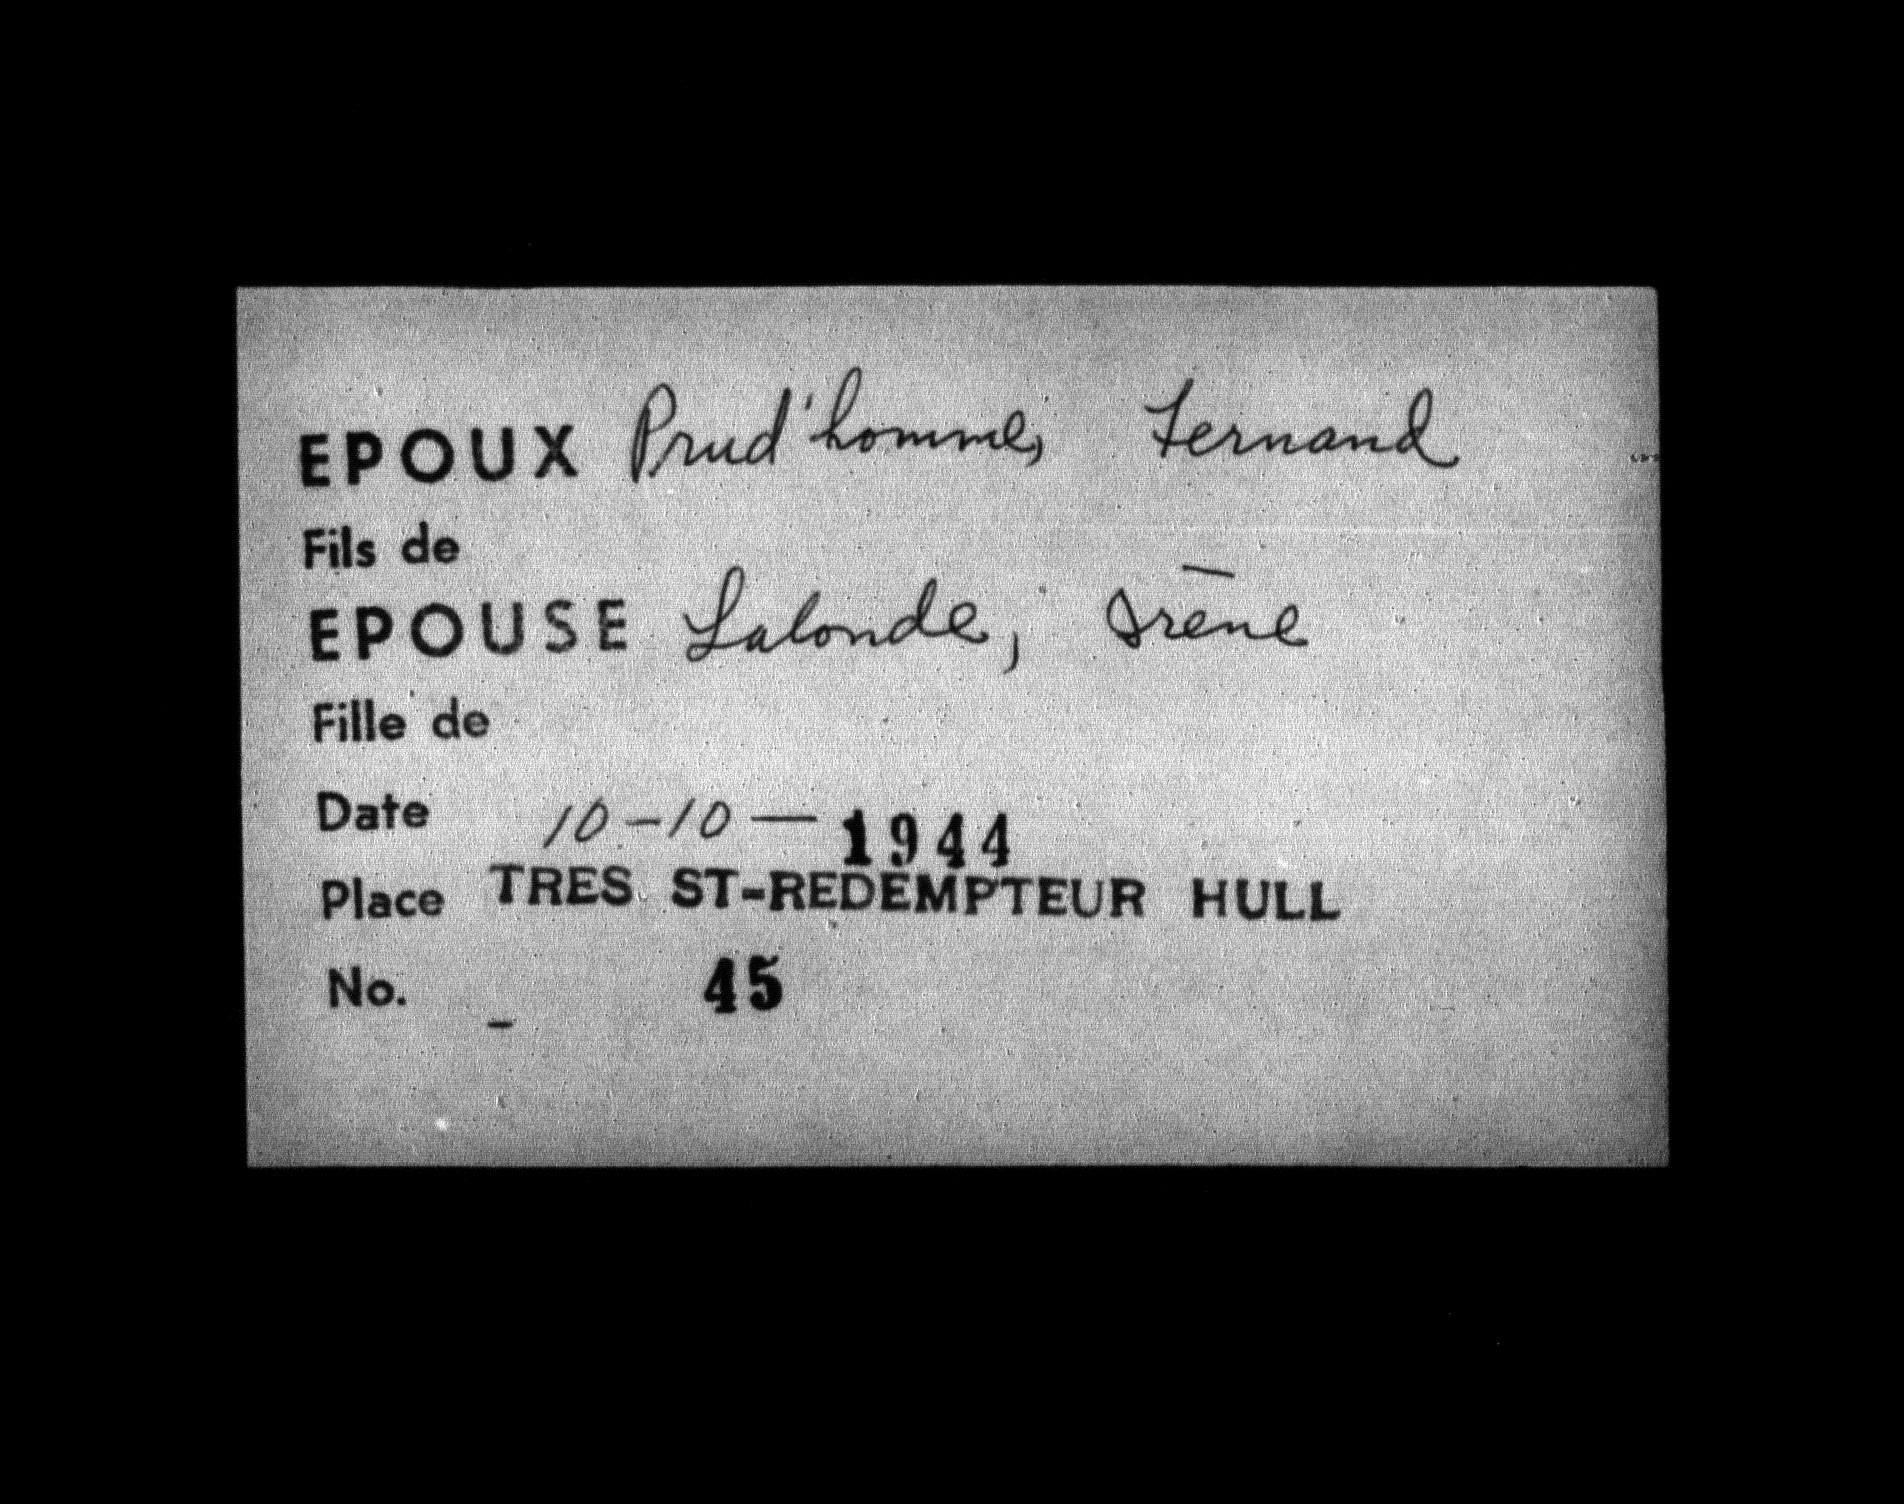 EPOUX Prud'homme, Fernand
Fils de
EPOUSE Lalonde, Irène
Fille de
Date 10-10-1944
Place TRES ST-REDEMPTEUR HULL
No. 45